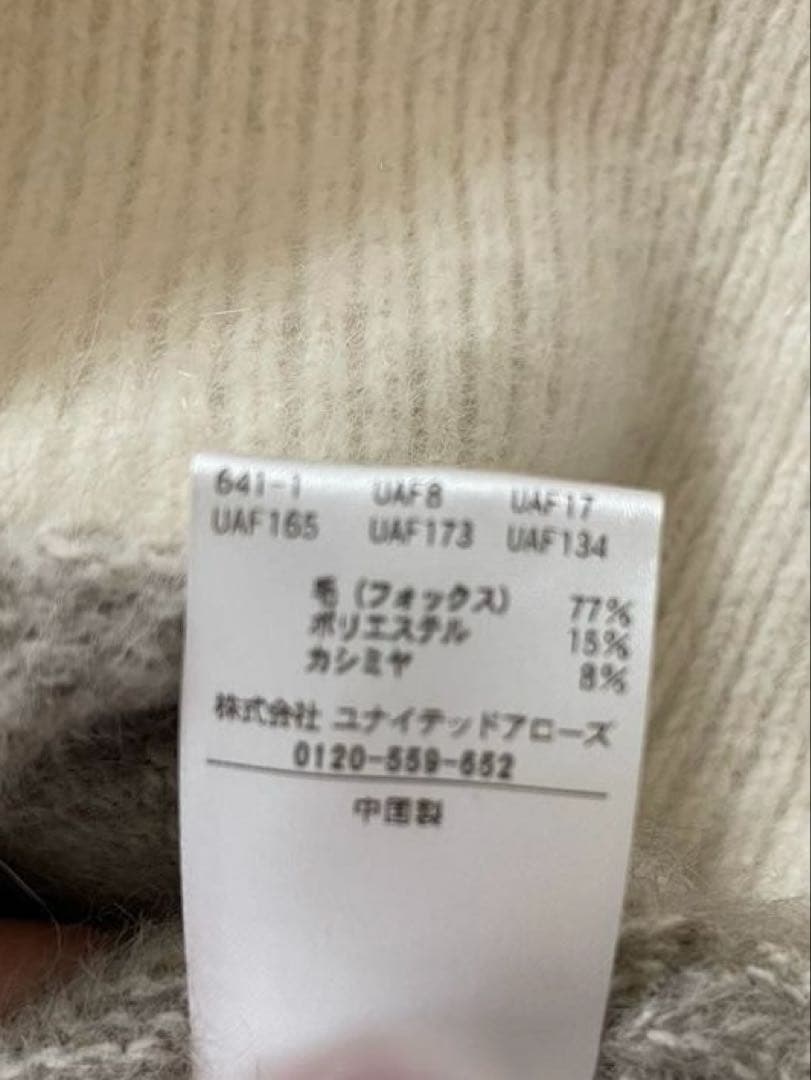 641-1 UAF8 UAF17
UAF165 UAF173 UAF134
毛（フォックス） 77%
ポリエステル 15%
カシミヤ 8%
株式会社 ユナイテッドアローズ
0120-559-652
中国製